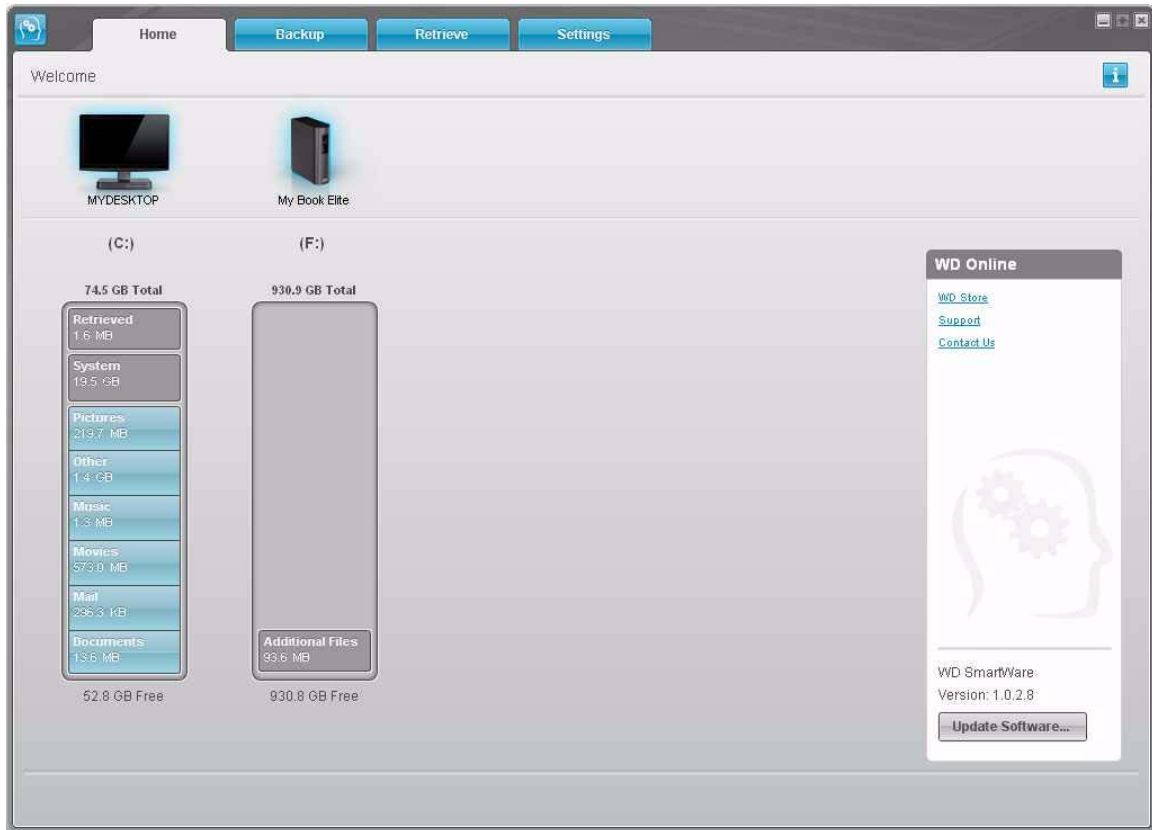 Home
Backup
Retrieve
Settings
Welcome
i
MYDESKTOP
My Book Elite
(C:)
(F:)
74.5 GB Total
930.9 GB Total
Retrieved
1.6 MB
System
19.5 GB
Pictures
219.7 MB
Other
1.4 GB
Music
1.3 MB
Movies
573.0 MB
Mail
296.3 KB
Documents
13.6 MB
52.8 GB Free
Additional Files
93.6 MB
930.8 GB Free
WD Online
WD Store
Support
Contact Us
WD SmartWare
Version: 1.0.2.8
Update Software...